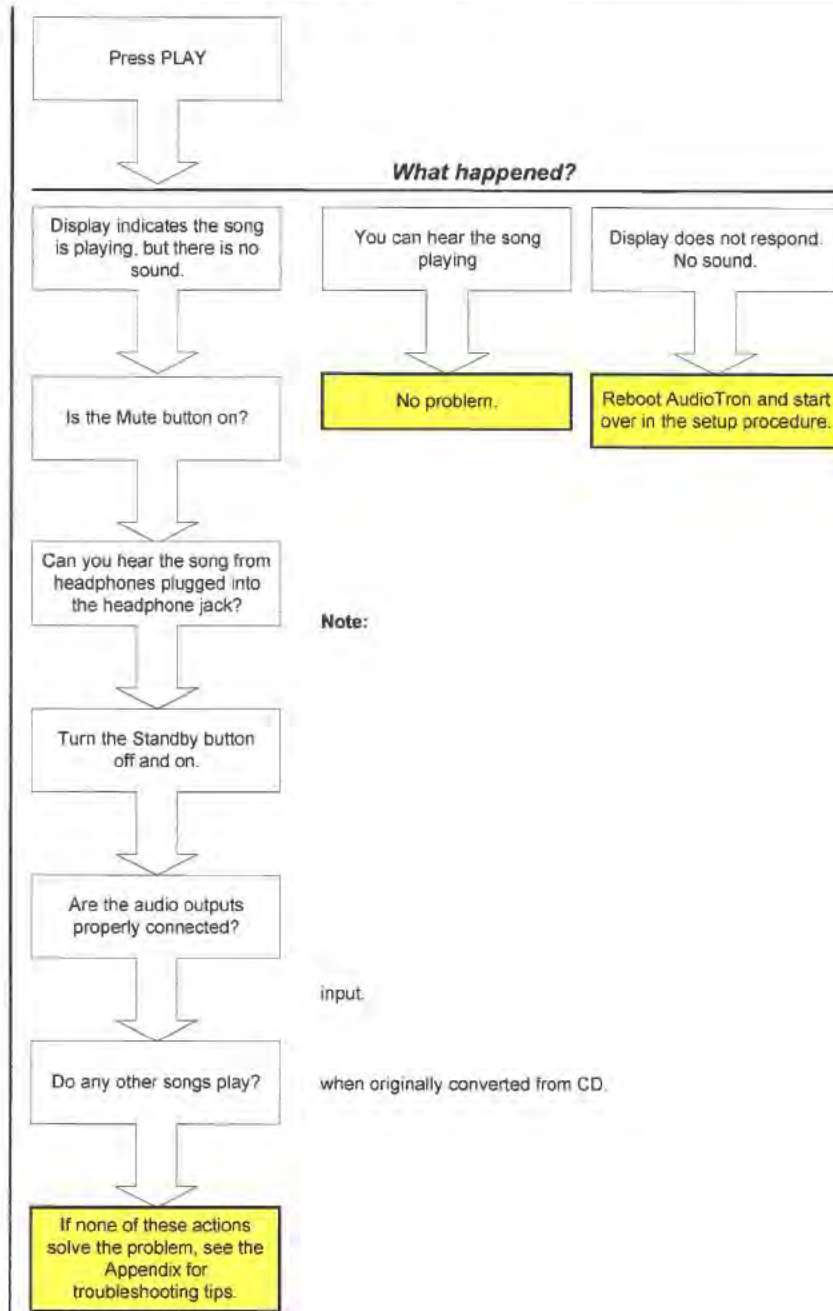 Press PLAY
What happened?
Display indicates the song
is playing, but there is no
sound.
You can hear the song
playing
Display does not respond.
No sound.
Is the Mute button on?
No problem.
Reboot AudioTron and start
over in the setup procedure.
Can you hear the song from
headphones plugged into
the headphone jack?
Note:
Turn the Standby button
off and on.
Are the audio outputs
properly connected?
input.
Do any other songs play?
when originally converted from CD.
If none of these actions
solve the problem, see the
Appendix for
troubleshooting tips.